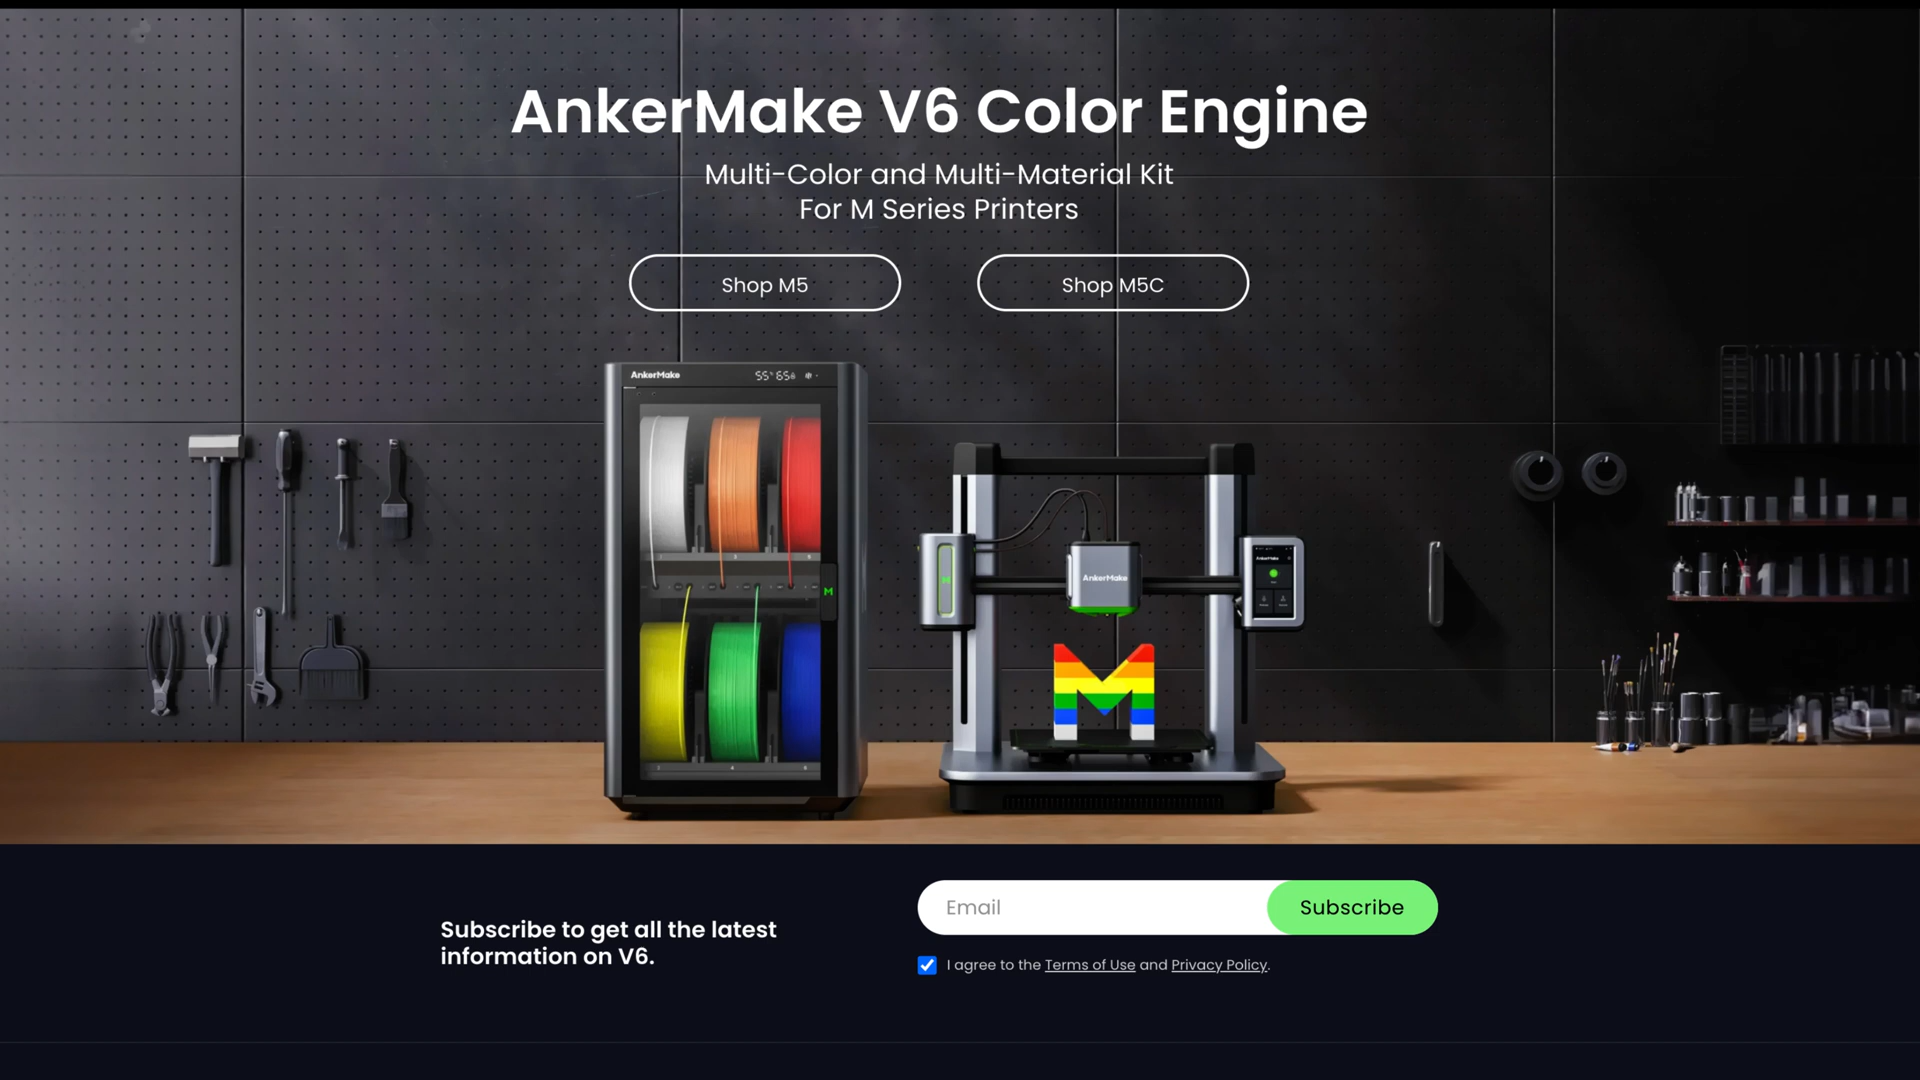 AnkerMake V6 Color Engine
Multi-Color and Multi-Material Kit
For M Series Printers
Shop M5
Shop M5C
AnkerMake
AnkerMake
Email
Subscribe
Subscribe to get all the latest
information on V6.
I agree to the Terms of Use and Privacy Policy.